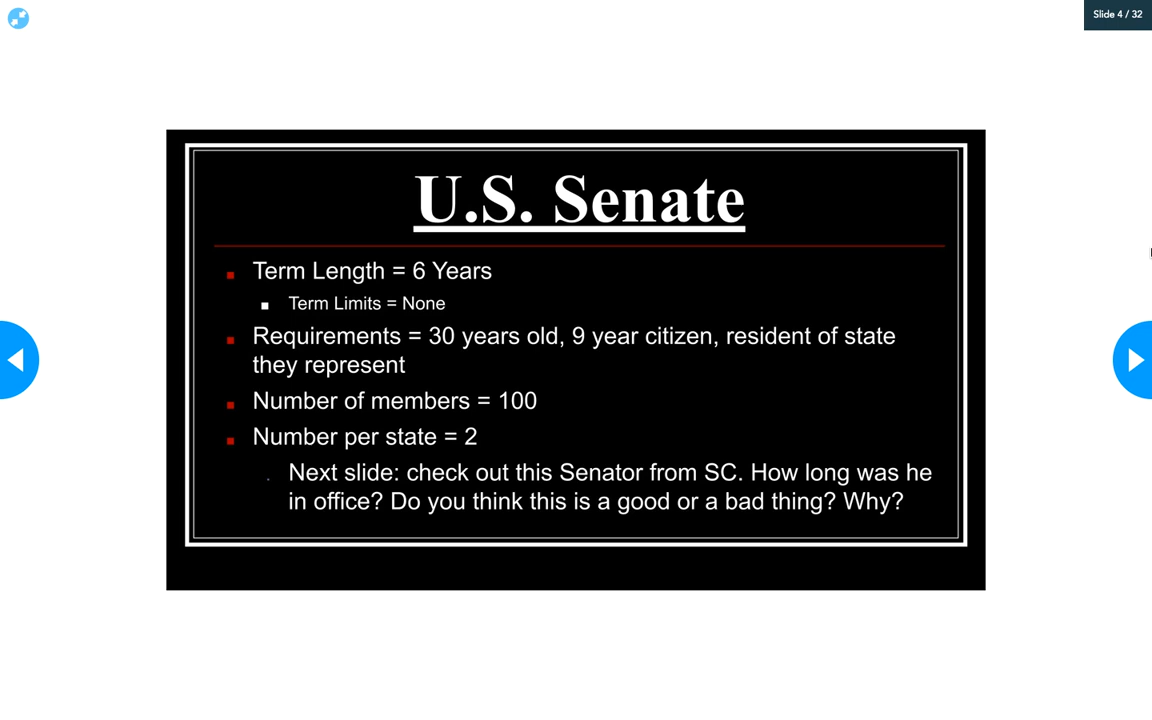 Slide 4 / 32
U.S. Senate
Term Length = 6 Years
Term Limits = None
Requirements = 30 years old, 9 year citizen, resident of state
they represent
Number of members = 100
Number per state = 2
Next slide: check out this Senator from SC. How long was he
in office? Do you think this is a good or a bad thing? Why?